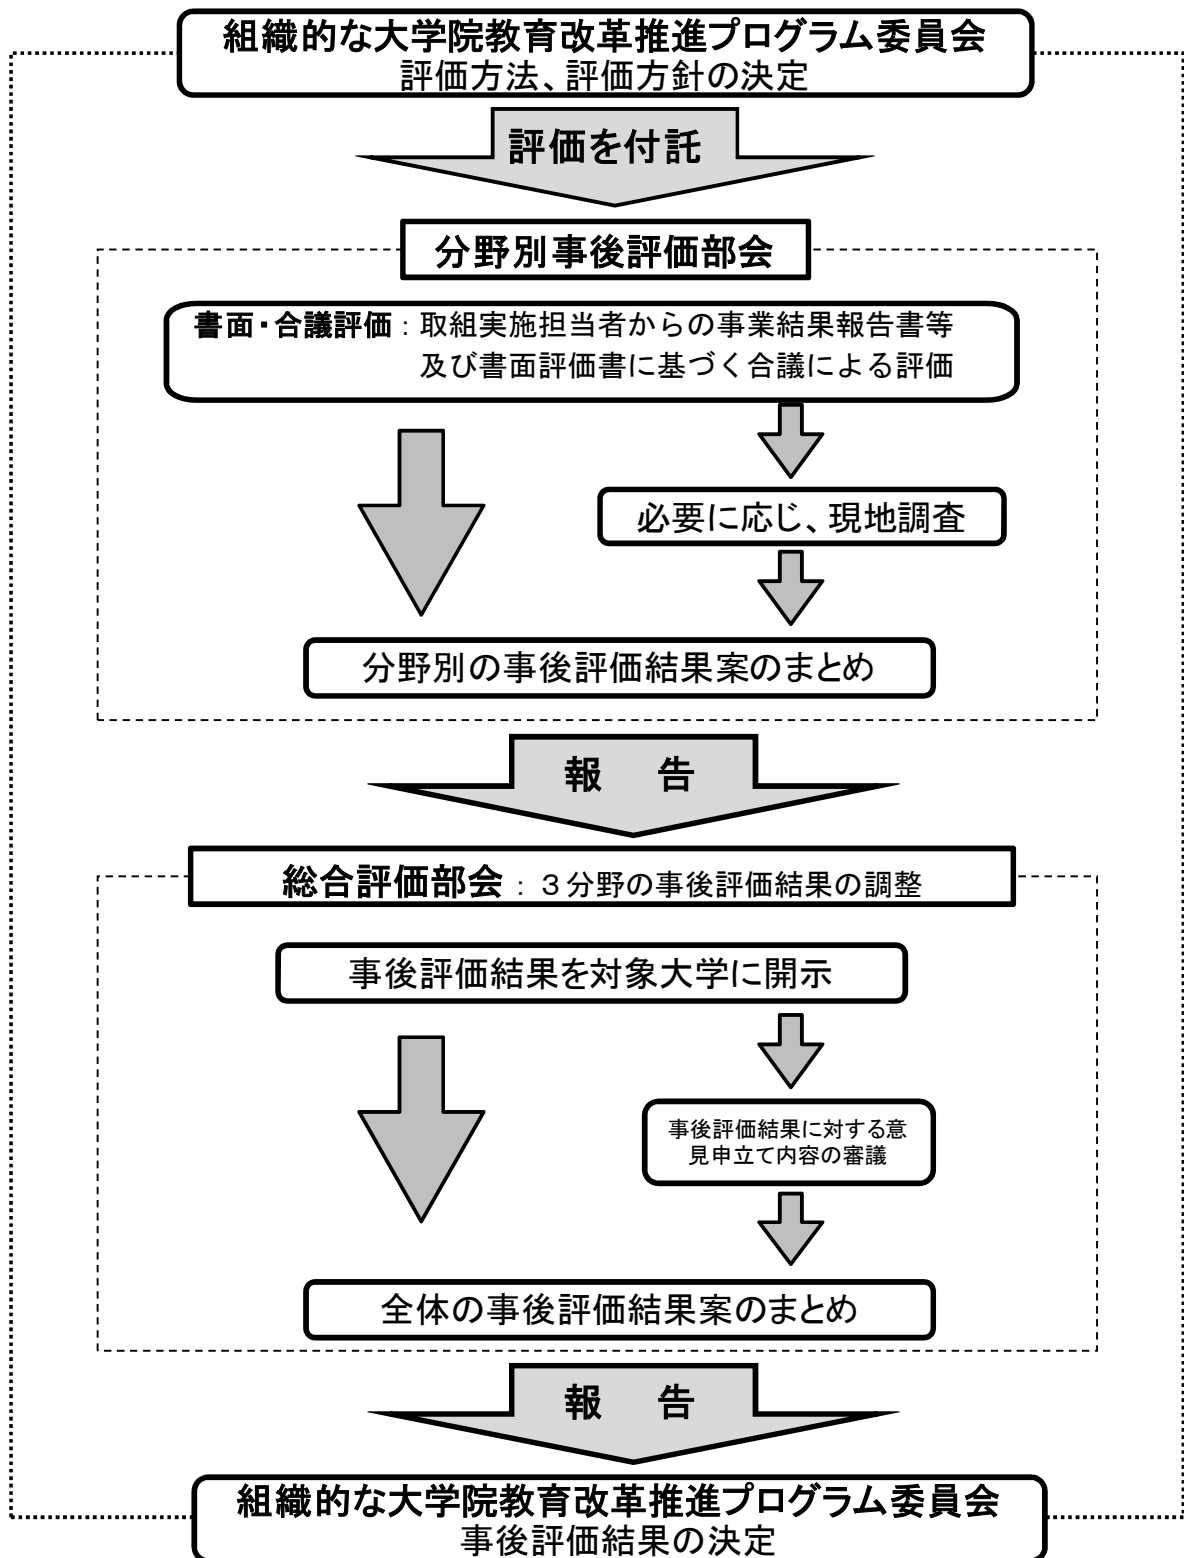 組織的な大学院教育改革推進プログラム委員会
評価方法、評価方針の決定
評価を付託
分野別事後評価部会
書面・合議評価：取組実施担当者からの事業結果報告書等
及び書面評価書に基づく合議による評価
必要に応じ、現地調査
分野別の事後評価結果案のまとめ
報　告
総合評価部会：３分野の事後評価結果の調整
事後評価結果を対象大学に開示
事後評価結果に対する意
見申立て内容の審議
全体の事後評価結果案のまとめ
報　告
組織的な大学院教育改革推進プログラム委員会
事後評価結果の決定